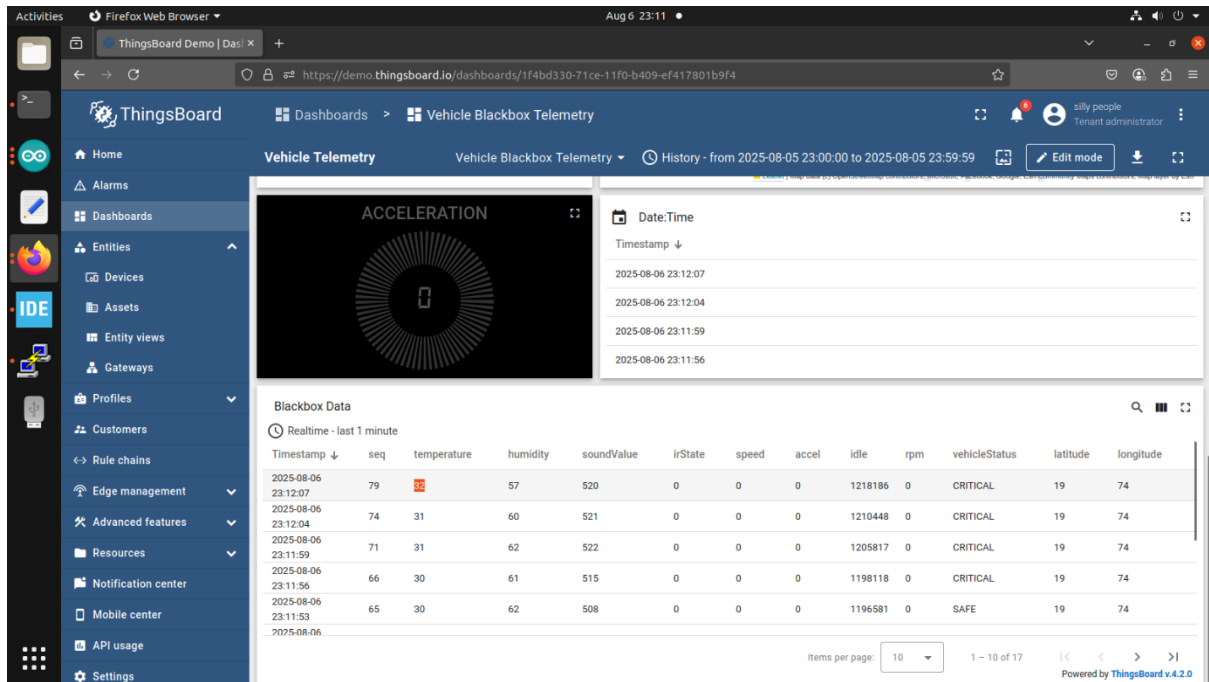 Activities Firefox Web Browser Aug 6 23:11
ThingsBoard Demo | Das
https://demo.thingsboard.io/dashboards/1f4bd330-71ce-11f0-b409-ef417801b9f4
ThingsBoard
Dashboards > Vehicle Blackbox Telemetry
6
silly people
Tenant administrator
Home
Alarms
Dashboards
Entities
Devices
Assets
Entity views
Gateways
Profiles
Customers
Rule chains
Edge management
Advanced features
Resources
Notification center
Mobile center
API usage
Settings
IDE
Vehicle Telemetry Vehicle Blackbox Telemetry History - from 2025-08-05 23:00:00 to 2025-08-05 23:59:59 Edit mode
ACCELERATION
0
Date:Time
Timestamp
2025-08-06 23:12:07
2025-08-06 23:12:04
2025-08-06 23:11:59
2025-08-06 23:11:56
Blackbox Data
Realtime - last 1 minute
Timestamp seq temperature humidity soundValue irState speed accel idle rpm vehicleStatus latitude longitude
2025-08-06 23:12:07 79 32 57 520 0 0 0 1218186 0 CRITICAL 19 74
2025-08-06 23:12:04 74 31 60 521 0 0 0 1210448 0 CRITICAL 19 74
2025-08-06 23:11:59 71 31 62 522 0 0 0 1205817 0 CRITICAL 19 74
2025-08-06 23:11:56 66 30 61 515 0 0 0 1198118 0 CRITICAL 19 74
2025-08-06 23:11:53 65 30 62 508 0 0 0 1196581 0 SAFE 19 74
2025-08-06
Items per page: 10 1 – 10 of 17
Powered by ThingsBoard v.4.2.0